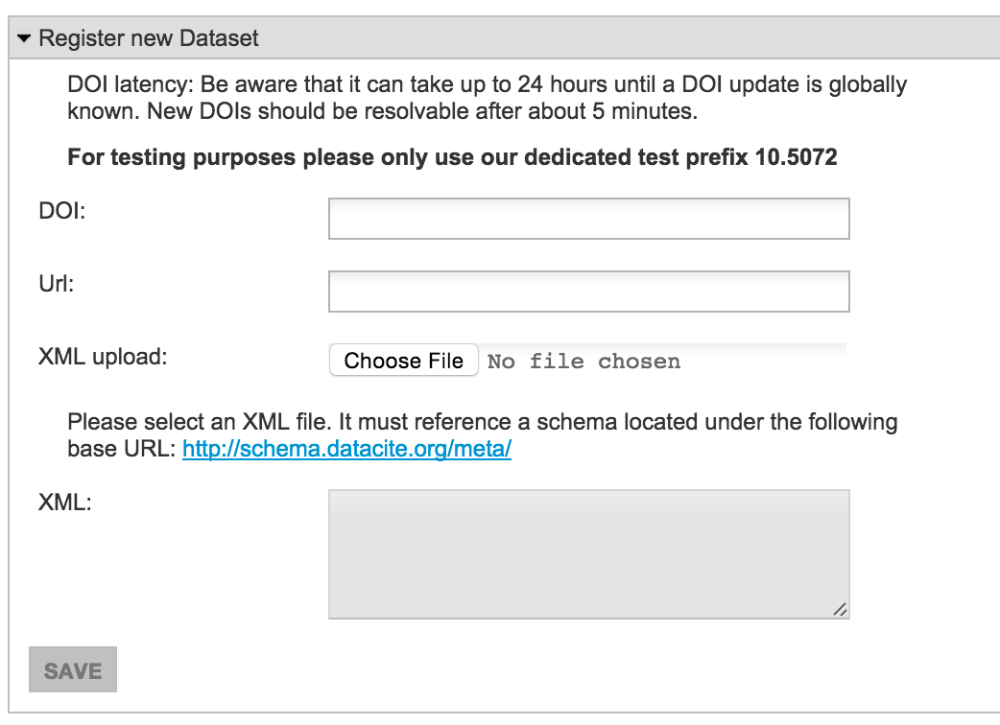 Register new Dataset
DOI latency: Be aware that it can take up to 24 hours until a DOI update is globally
known. New DOIs should be resolvable after about 5 minutes.
For testing purposes please only use our dedicated test prefix 10.5072
DOI:
Url:
XML upload:
Choose File No file chosen
Please select an XML file. It must reference a schema located under the following
base URL: http://schema.datacite.org/meta/
XML:
SAVE